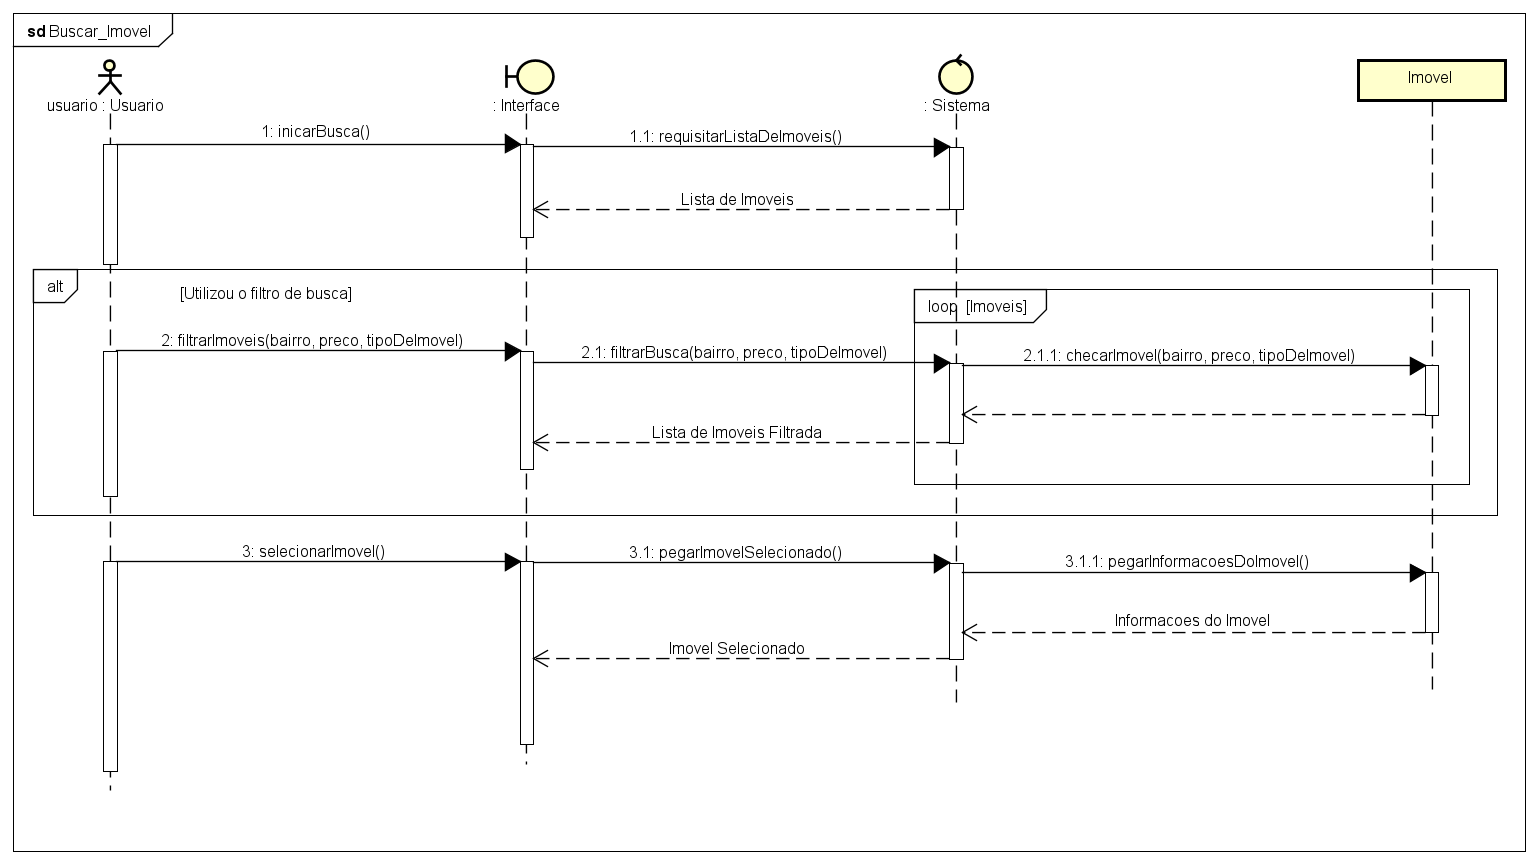 sd Buscar_Imovel
usuario : Usuario
: Interface
: Sistema
Imovel
1: inicarBusca()
1.1: requisitarListaDeImoveis()
Lista de Imoveis
alt
[Utilizou o filtro de busca]
loop [Imoveis]
2: filtrarImoveis(bairro, preco, tipoDeImovel)
2.1: filtrarBusca(bairro, preco, tipoDeImovel)
2.1.1: checarImovel(bairro, preco, tipoDeImovel)
Lista de Imoveis Filtrada
3: selecionarImovel()
3.1: pegarImovelSelecionado()
3.1.1: pegarInformacoesDoImovel()
Informacoes do Imovel
Imovel Selecionado